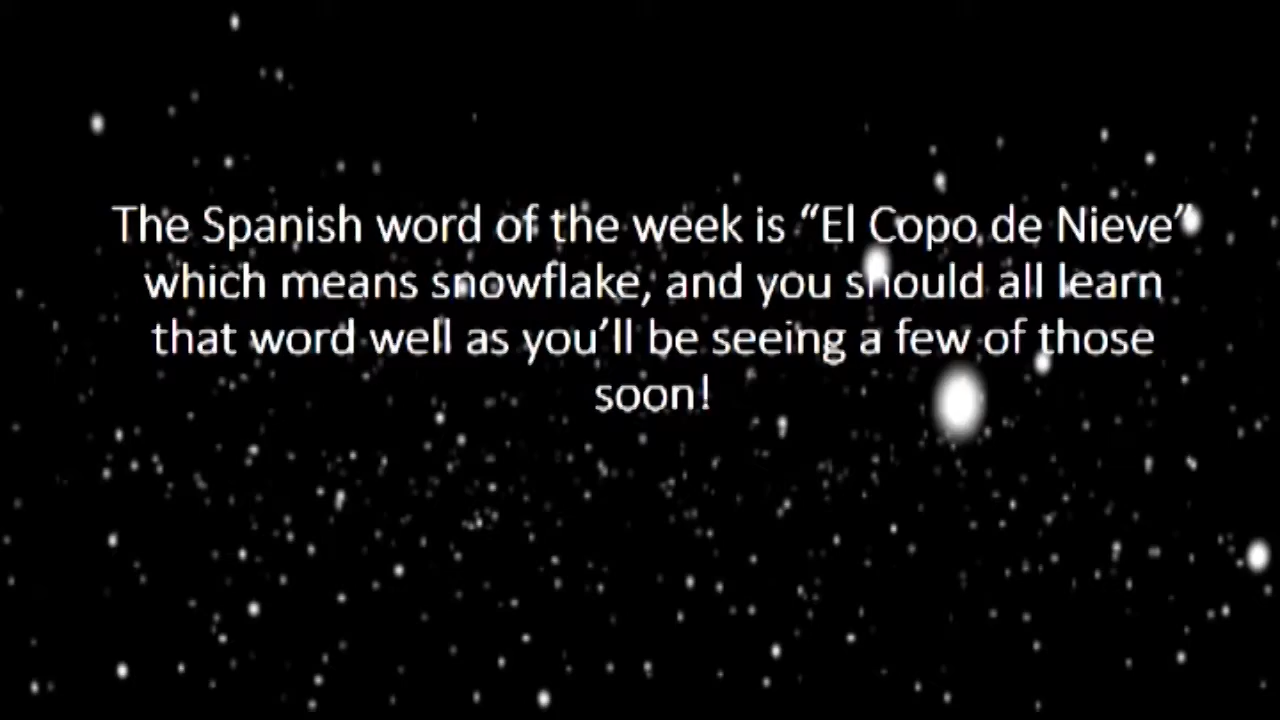 The Spanish word of the week is “El Copo de Nieve”
which means snowflake, and you should all learn
that word well as you’ll be seeing a few of those
soon!